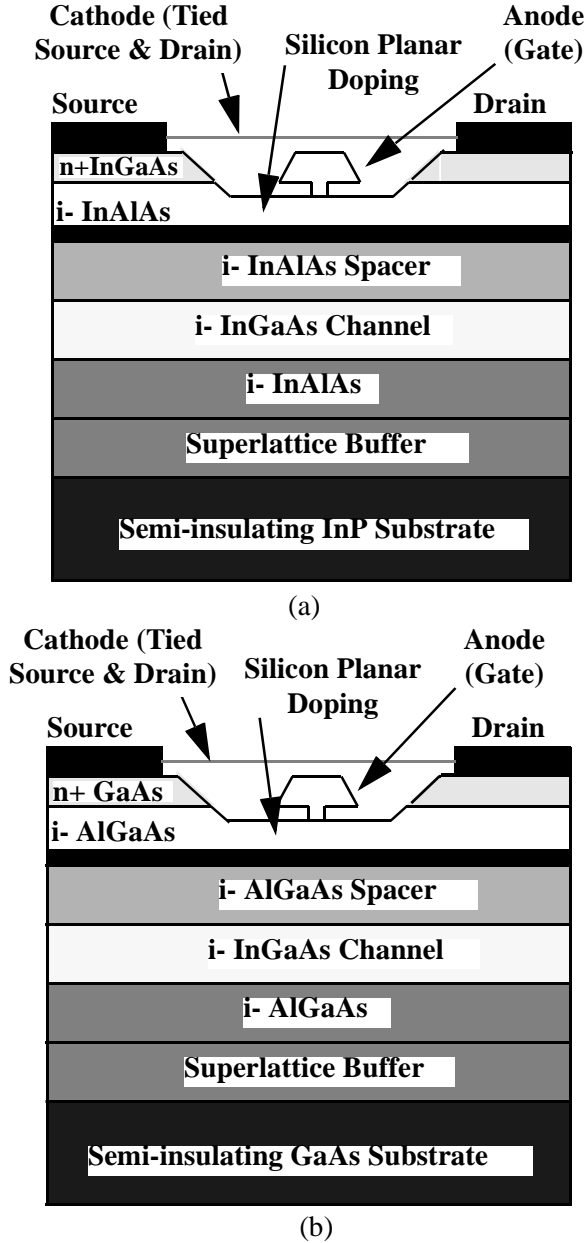 Cathode (Tied
Source & Drain)
Silicon Planar
Doping
Anode
(Gate)
Source
Drain
n+InGaAs
i- InAlAs
i- InAlAs Spacer
i- InGaAs Channel
i- InAlAs
Superlattice Buffer
Semi-insulating InP Substrate
(a)
Cathode (Tied
Source & Drain)
Silicon Planar
Doping
Anode
(Gate)
Source
Drain
n+ GaAs
i- AlGaAs
i- AlGaAs Spacer
i- InGaAs Channel
i- AlGaAs
Superlattice Buffer
Semi-insulating GaAs Substrate
(b)